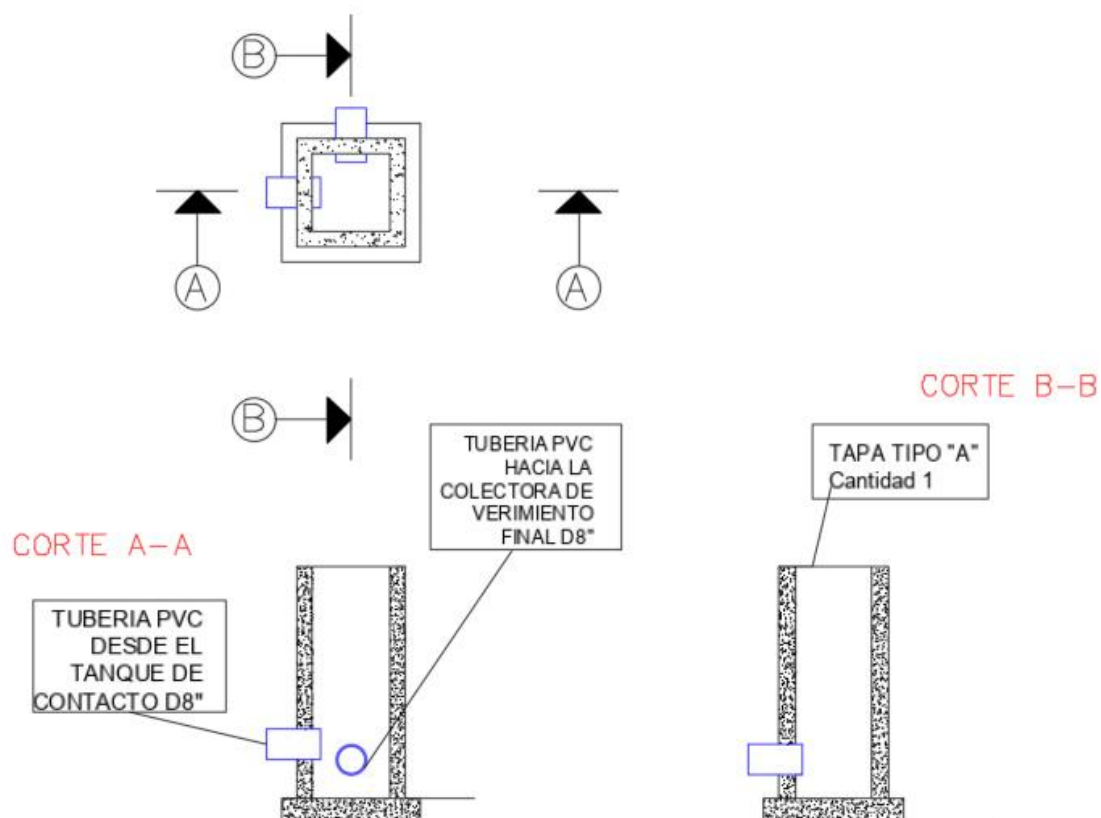 B
A
A
B
CORTE B-B
TUBERIA PVC
HACIA LA
COLECTORA DE
VERIMIENTO
FINAL D8"
TAPA TIPO "A"
Cantidad 1
CORTE A-A
TUBERIA PVC
DESDE EL
TANQUE DE
CONTACTO D8"